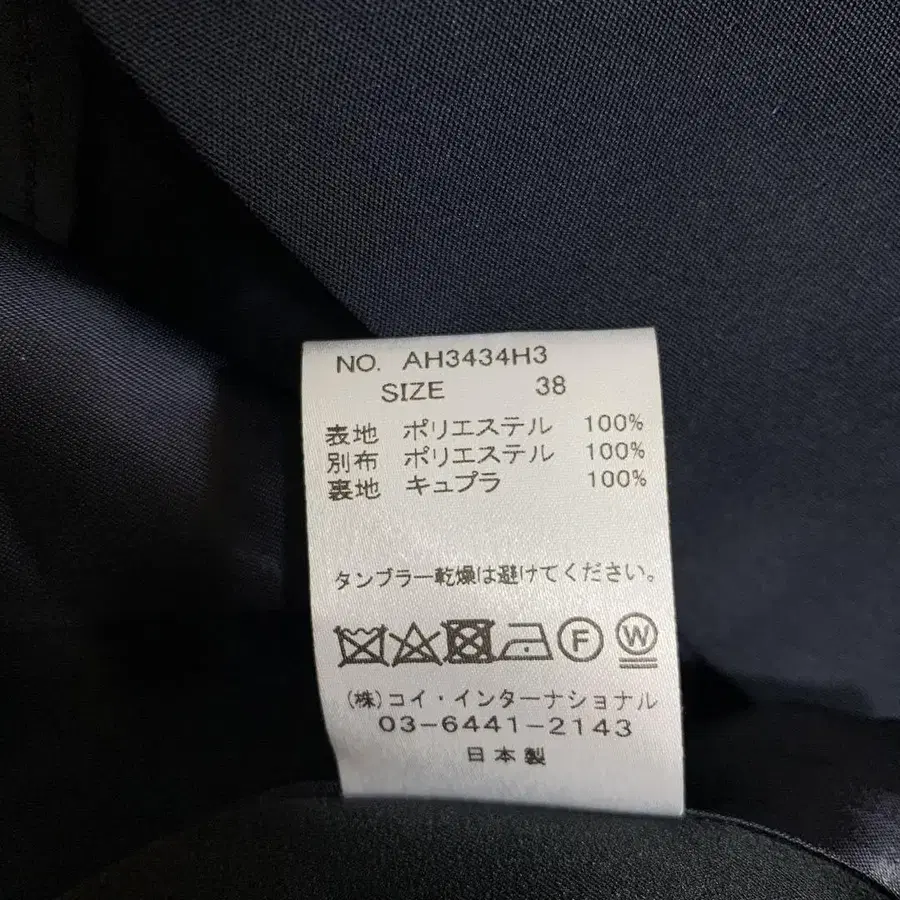 NO. AH3434H3
SIZE 38
表地 ポリエステル 100%
別布 ポリエステル 100%
裏地 キュプラ 100%
タンブラー乾燥は避けてください。
F W
(株)コイ・インターナショナル
03-6441-2143
日本製